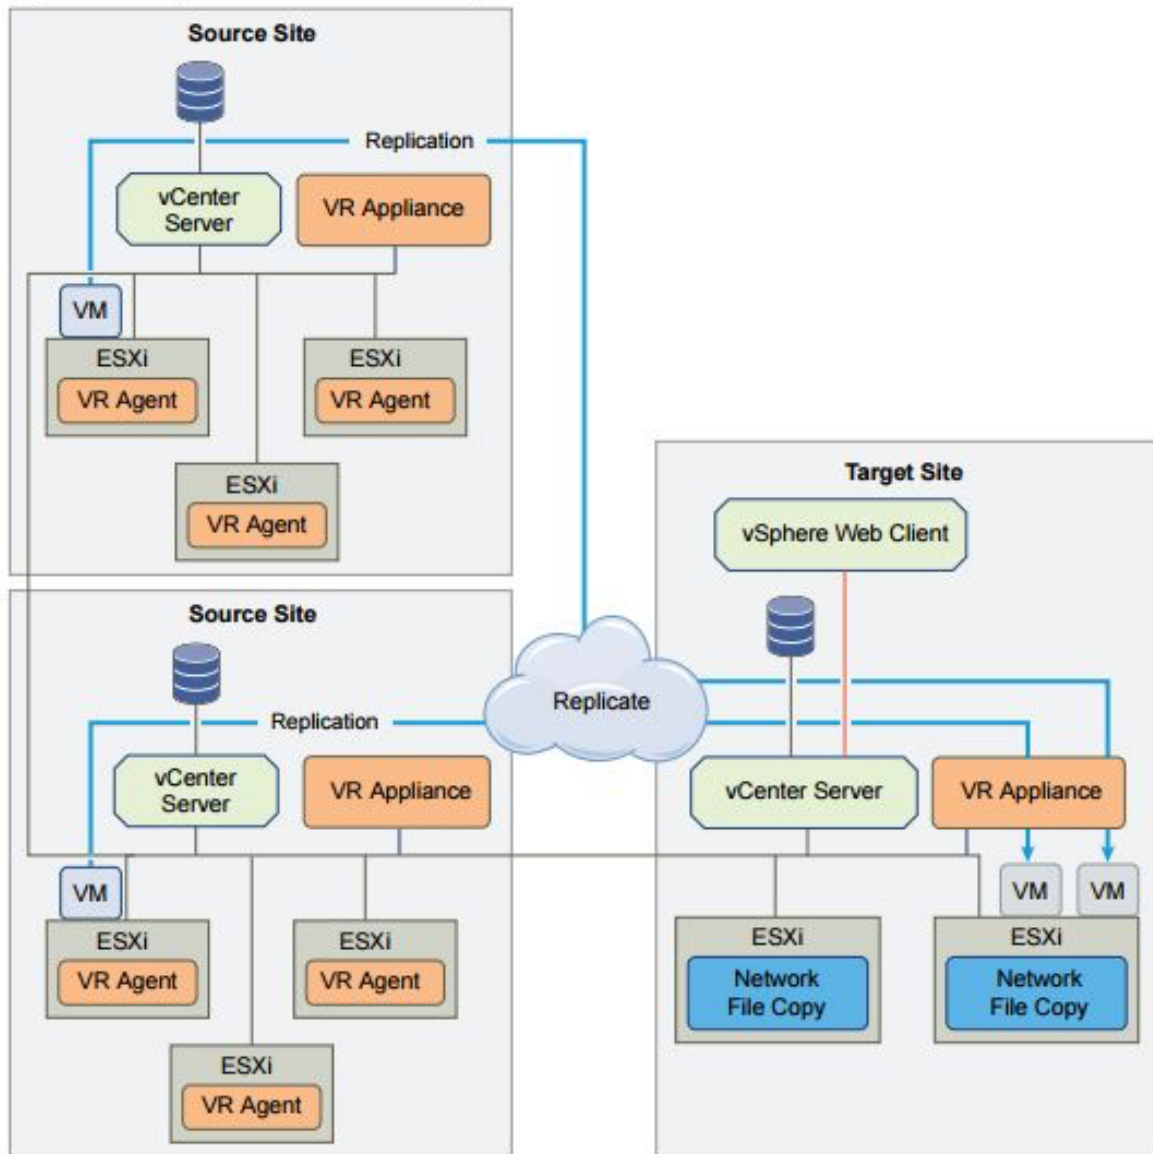 Source Site
Replication
vCenter
Server
VR Appliance
VM
ESXi
VR Agent
ESXi
VR Agent
ESXi
VR Agent
Source Site
Replication
vCenter
Server
VR Appliance
VM
ESXi
VR Agent
ESXi
VR Agent
ESXi
VR Agent
Replicate
Target Site
vSphere Web Client
vCenter Server
VR Appliance
VM
VM
ESXi
Network
File Copy
ESXi
Network
File Copy